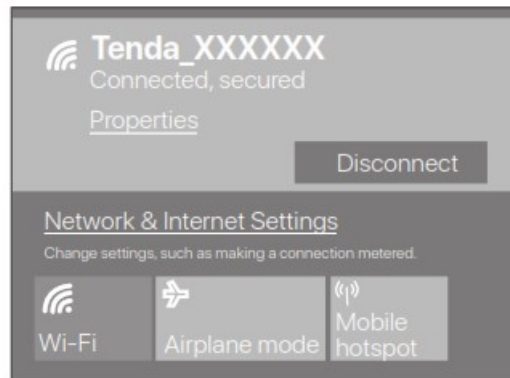 Tenda_XXXXXX
Connected, secured
Properties
Disconnect
Network & Internet Settings
Change settings, such as making a connection metered.
Wi-Fi
Airplane mode
Mobile
hotspot